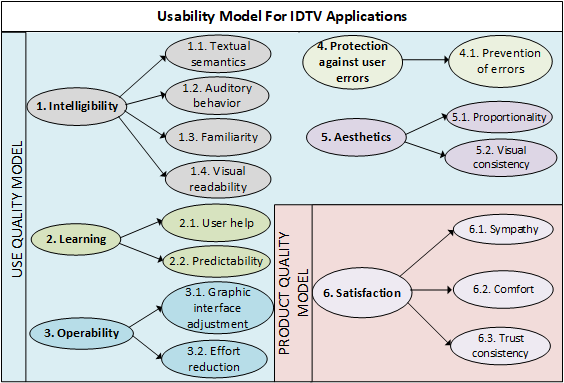 Usability Model For IDTV Applications
USE QUALITY MODEL
1. Intelligibility
1.1. Textual
semantics
1.2. Auditory
behavior
1.3. Familiarity
1.4. Visual
readability
2. Learning
2.1. User help
2.2. Predictability
3. Operability
3.1. Graphic
interface
adjustment
3.2. Effort
reduction
4. Protection
against user
errors
4.1. Prevention
of errors
5. Aesthetics
5.1. Proportionality
5.2. Visual
consistency
PRODUCT QUALITY
MODEL
6. Satisfaction
6.1. Sympathy
6.2. Comfort
6.3. Trust
consistency